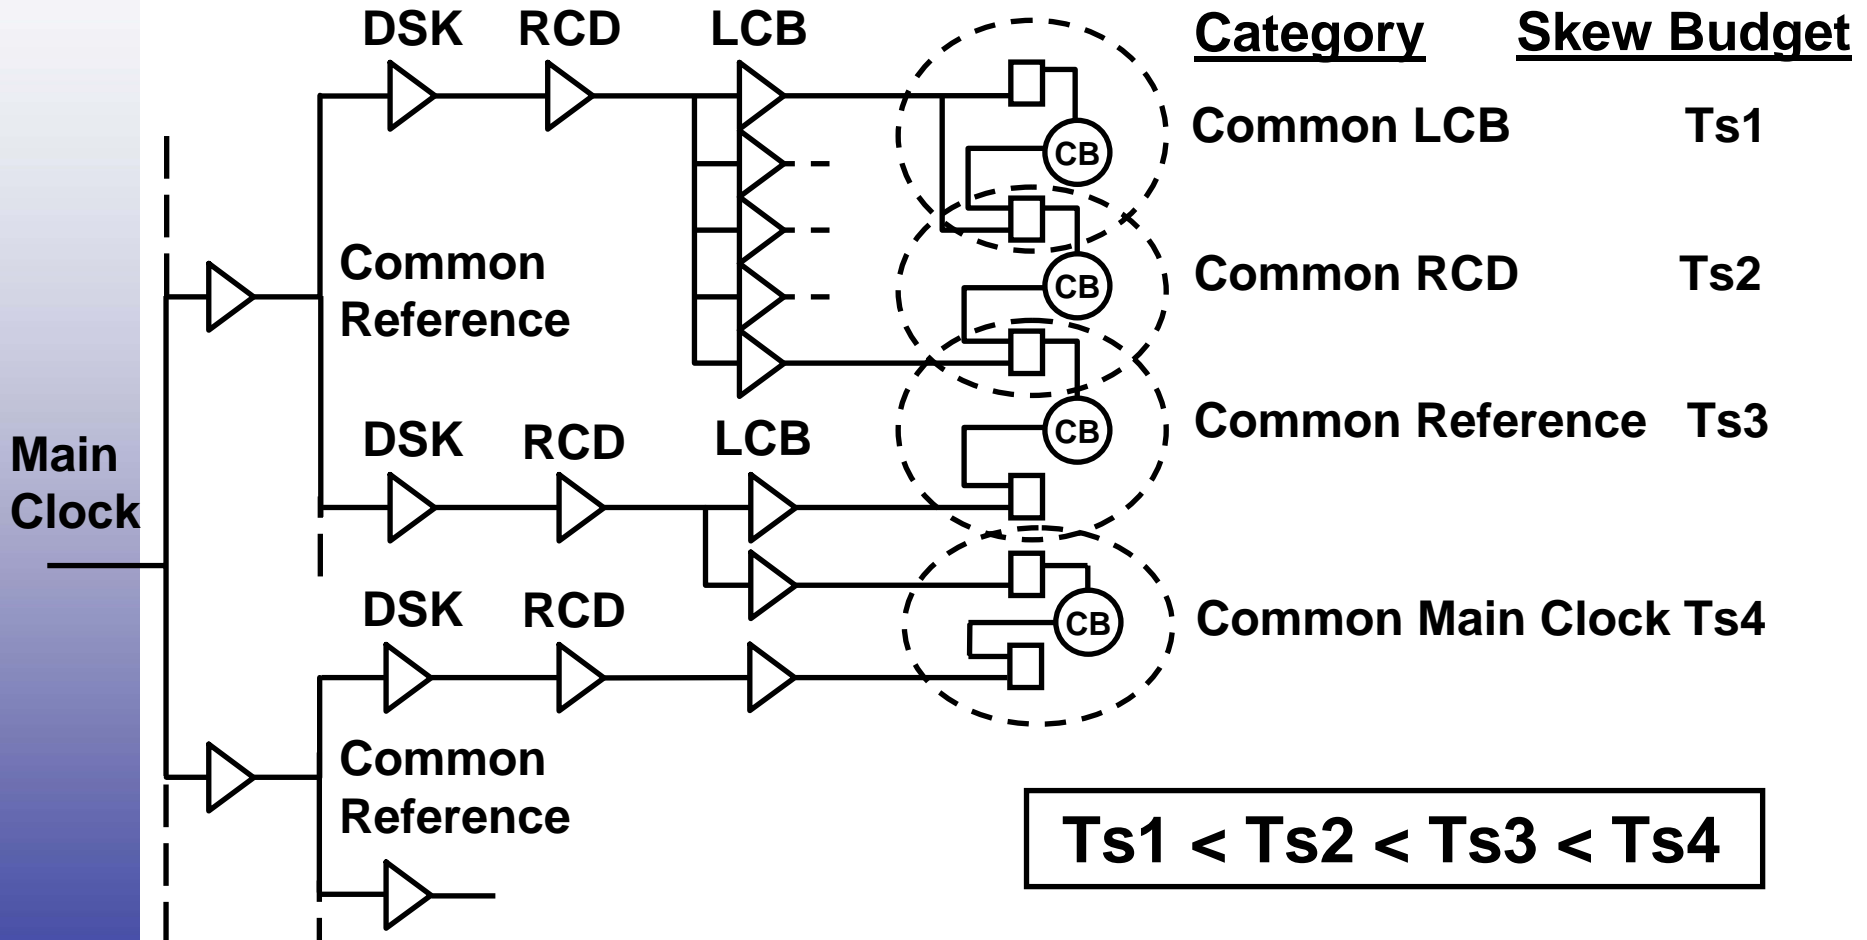 DSK RCD LCB
Category Skew Budget
CB
Common LCB Ts1
Common
Reference
CB
Common RCD Ts2
DSK RCD LCB
CB
Common Reference Ts3
Main
Clock
DSK RCD
CB
Common Main Clock Ts4
Common
Reference
Ts1 < Ts2 < Ts3 < Ts4